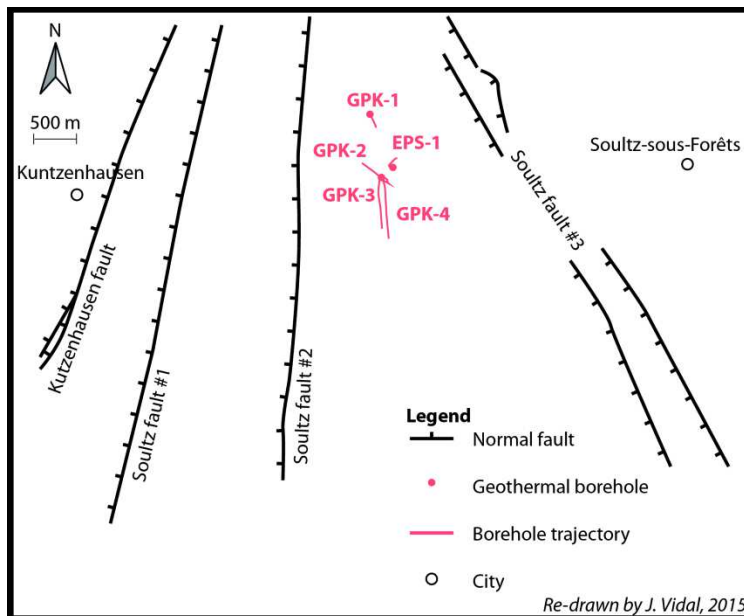 N
500 m
Kuntzenhausen
Kutzenhausen fault
Soultz fault #1
Soultz fault #2
GPK-1
EPS-1
GPK-2
GPK-3
GPK-4
Soultz fault #3
Soultz-sous-Forêts
Legend
Normal fault
Geothermal borehole
Borehole trajectory
City
Re-drawn by J. Vidal, 2015